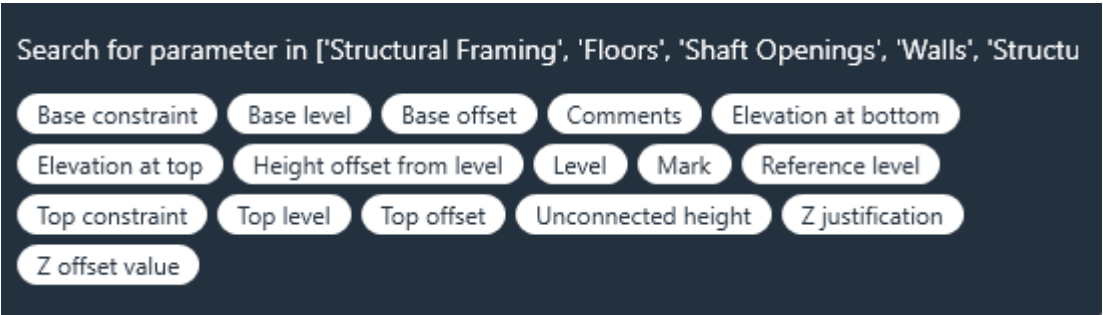 Search for parameter in ['Structural Framing', 'Floors', 'Shaft Openings', 'Walls', 'Structu
Base constraint Base level Base offset Comments Elevation at bottom
Elevation at top Height offset from level Level Mark Reference level
Top constraint Top level Top offset Unconnected height Z justification
Z offset value